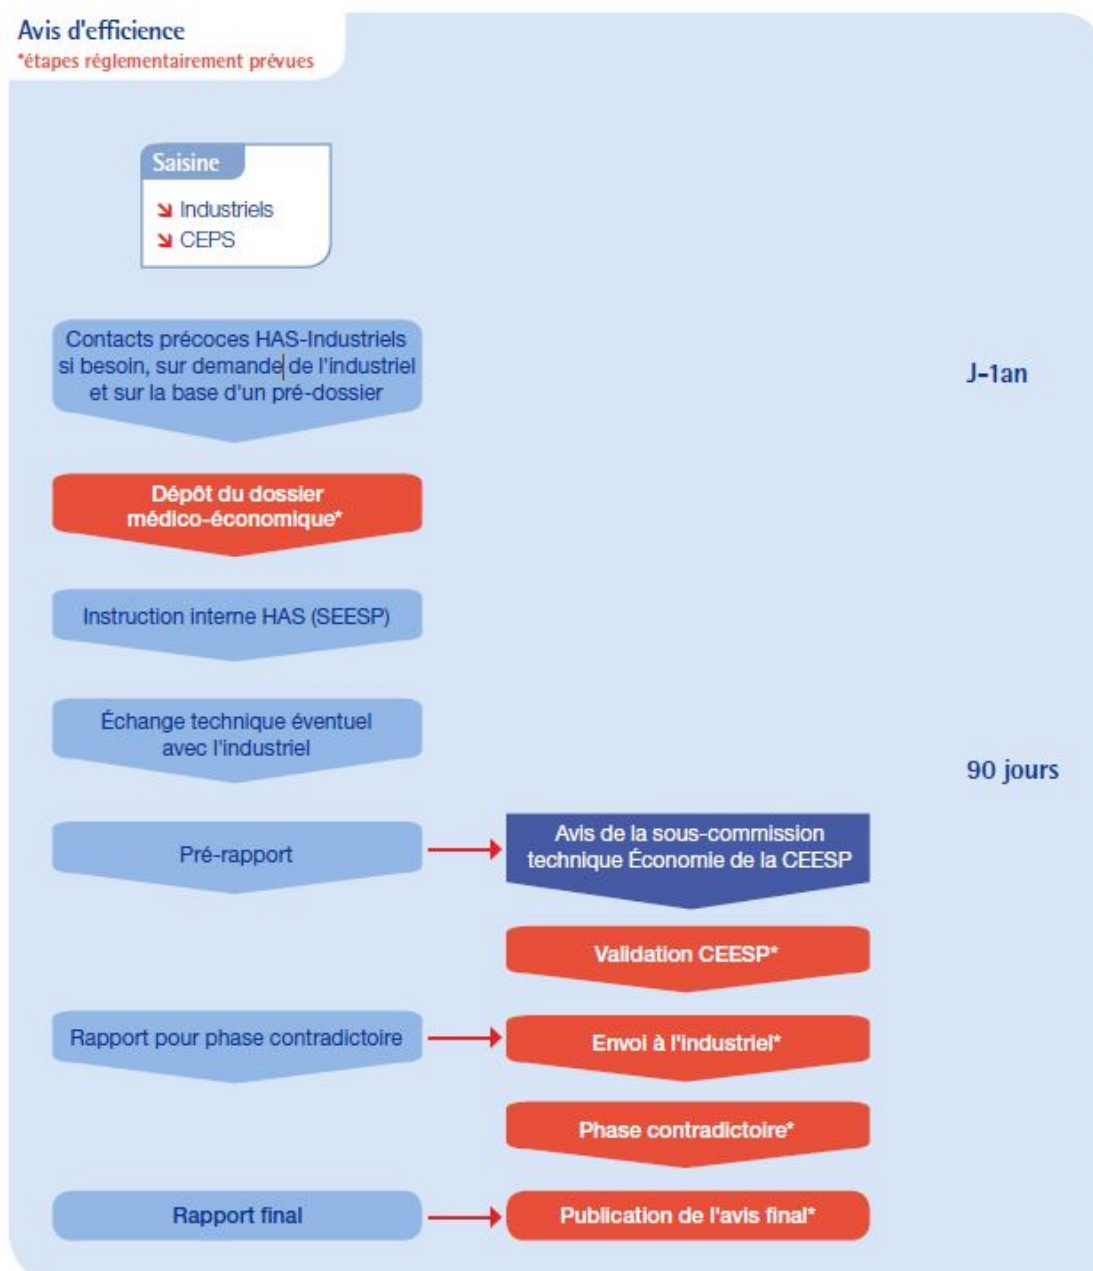 Avis d'efficience
*étapes réglementairement prévues
Saisine
Industriels
CEPS
Contacts précoces HAS-Industriels
si besoin, sur demande de l'industriel
et sur la base d'un pré-dossier
J-1an
Dépôt du dossier
médico-économique*
Instruction interne HAS (SEESP)
Échange technique éventuel
avec l'industriel
90 jours
Pré-rapport
Avis de la sous-commission
technique Économie de la CEESP
Validation CEESP*
Rapport pour phase contradictoire
Envoi à l'industriel*
Phase contradictoire*
Rapport final
Publication de l'avis final*